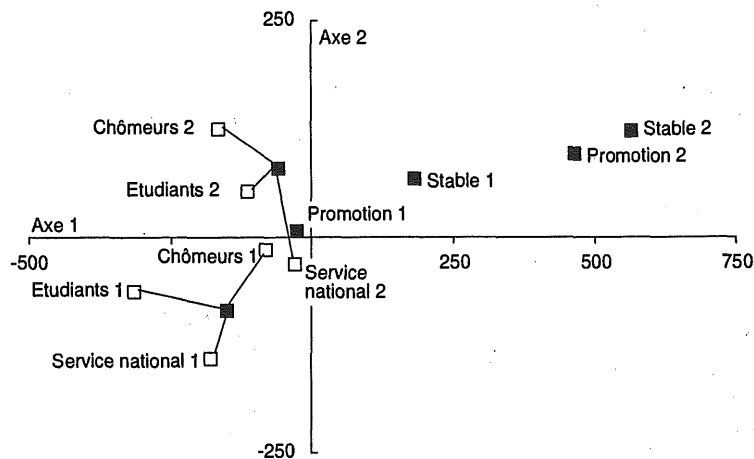 250
Axe 2
Chômeurs 2
Stable 2
Promotion 2
Stable 1
Etudiants 2
Promotion 1
Axe 1
-500
250
500
750
Chômeurs 1
Service
national 2
Etudiants 1
Service national 1
-250